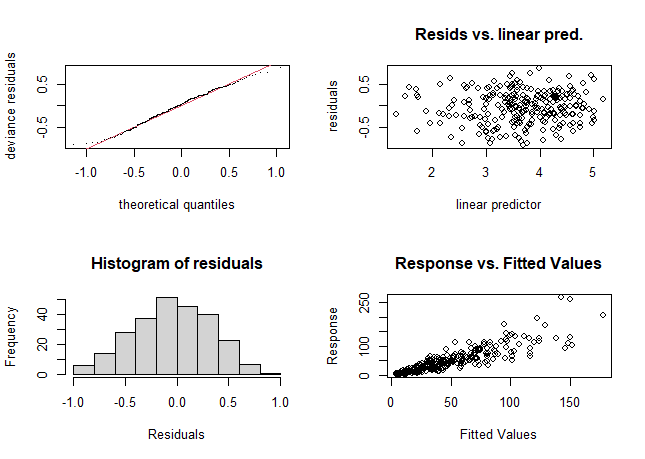 deviance residuals
-0.5 0.5
-1.0 -0.5 0.0 0.5 1.0
theoretical quantiles
Resids vs. linear pred.
residuals
-0.5 0.5
2 3 4 5
linear predictor
Histogram of residuals
Frequency
0 20 40
-1.0 -0.5 0.0 0.5 1.0
Residuals
Response vs. Fitted Values
Response
0 100 250
0 50 100 150
Fitted Values